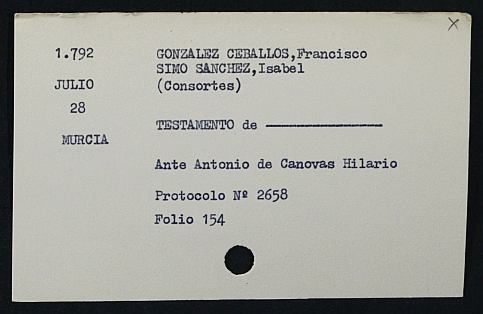 1.792
JULIO
28
MURCIA
GONZALEZ CEBALLOS,Francisco
SIMO SANCHEZ,Isabel
(Consortes)
TESTAMENTO de
Ante Antonio de Canovas Hilario
Protocolo Nº 2658
Folio 154
X